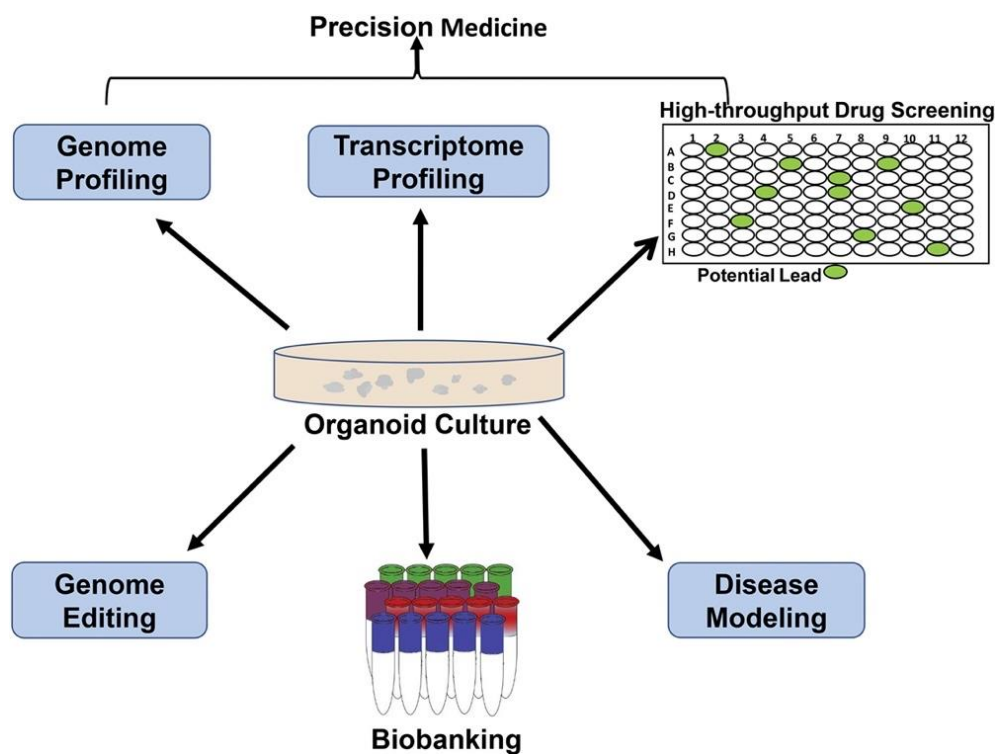 Precision Medicine
Genome
Profiling
Transcriptome
Profiling
High-throughput Drug Screening
1 2 3 4 5 6 7 8 9 10 11 12
A
B
C
D
E
F
G
H
Potential Lead
Organoid Culture
Genome
Editing
Biobanking
Disease
Modeling